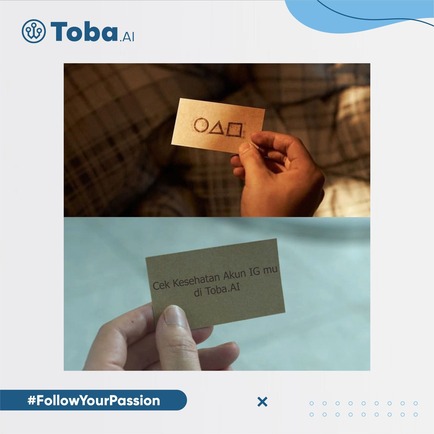 Toba.AI
Cek Kesehatan Akun IG mu
di Toba.AI
#FollowYourPassion